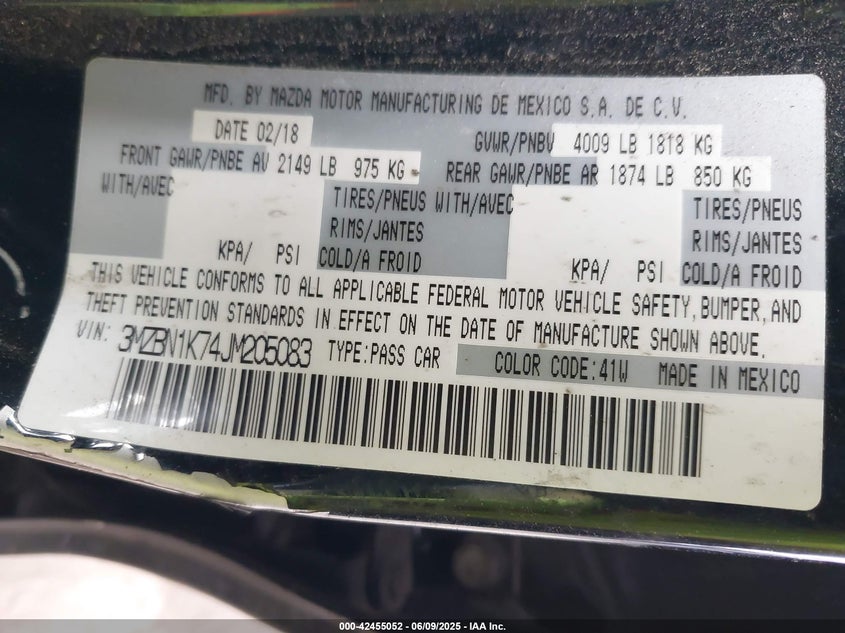 MFD. BY MAZDA MOTOR MANUFACTURING DE MEXICO S.A. DE C.V.
DATE 02/18 GVWR/PNBV 4009 LB 1818 KG
FRONT GAWR/PNBE AV 2149 LB 975 KG REAR GAWR/PNBE AR 1874 LB 850 KG
WITH/AVEC TIRES/PNEUS WITH/AVEC TIRES/PNEUS
RIMS/JANTES RIMS/JANTES
KPA/ PSI COLD/A FROID KPA/ PSI COLD/A FROID
THIS VEHICLE CONFORMS TO ALL APPLICABLE FEDERAL MOTOR VEHICLE SAFETY, BUMPER, AND
THEFT PREVENTION STANDARDS IN EFFECT ON THE DATE OF MANUFACTURE SHOWN ABOVE.
VIN: 3MZBN1K74JM205083 TYPE:PASS CAR COLOR CODE:41W MADE IN MEXICO
000-42455052 - 06/09/2025 - IAA Inc.